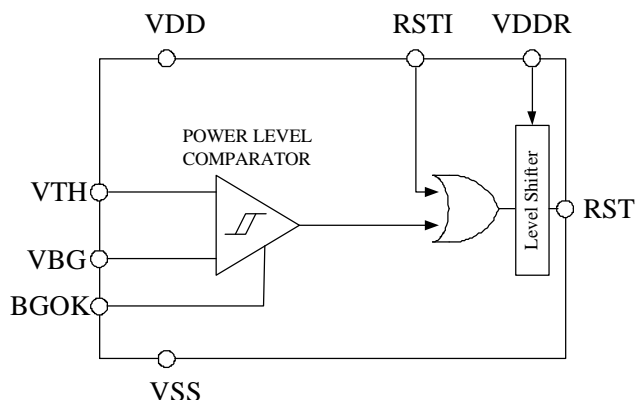 VDD
RSTI
VDDR
POWER LEVEL
COMPARATOR
VTH
VBG
BGOK
Level Shifter
RST
VSS